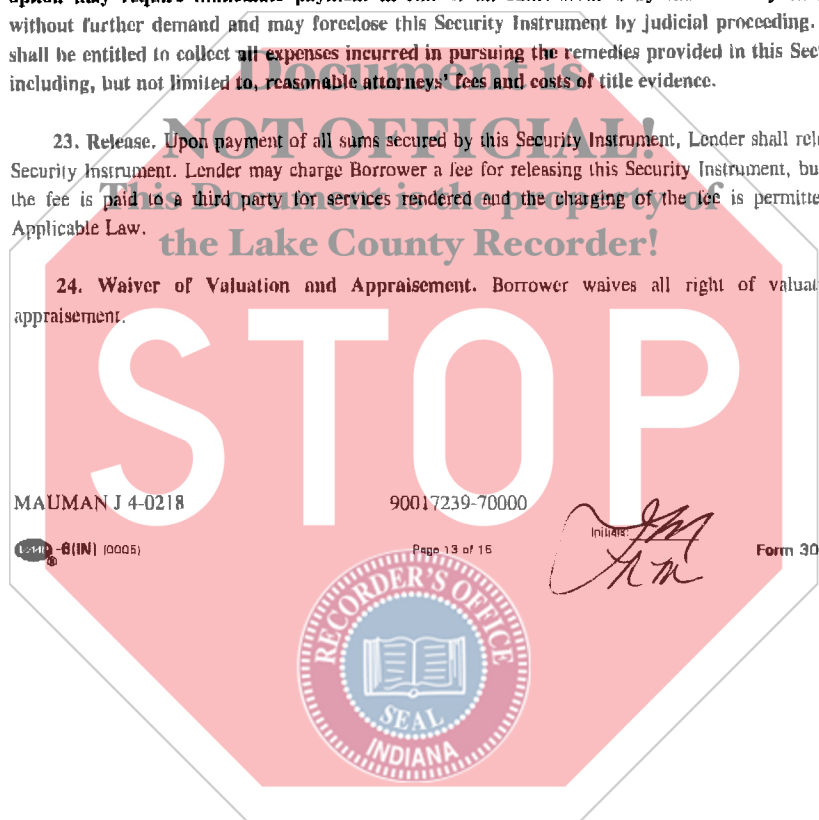 without further demand and may foreclose this Security Instrument by judicial proceeding.
shall be entitled to collect all expenses incurred in pursuing the remedies provided in this Sec
including, but not limited to, reasonable attorneys' fees and costs of title evidence.
Document is
NOT OFFICIAL!
This Document is the property of
the Lake County Recorder!
23. Release. Upon payment of all sums secured by this Security Instrument, Lender shall rele
Security Instrument. Lender may charge Borrower a fee for releasing this Security Instrument, bu
the fee is paid to a third party for services rendered and the charging of the fee is permitte
Applicable Law.
24. Waiver of Valuation and Appraisement. Borrower waives all right of valuat
appraisement.
STOP
MAUMAN J 4-0218 90017239-70000
Initials: JM
-6(IN) (0005) Page 13 of 15 Form 30
NM
RECORDER'S OFFICE
SEAL
INDIANA